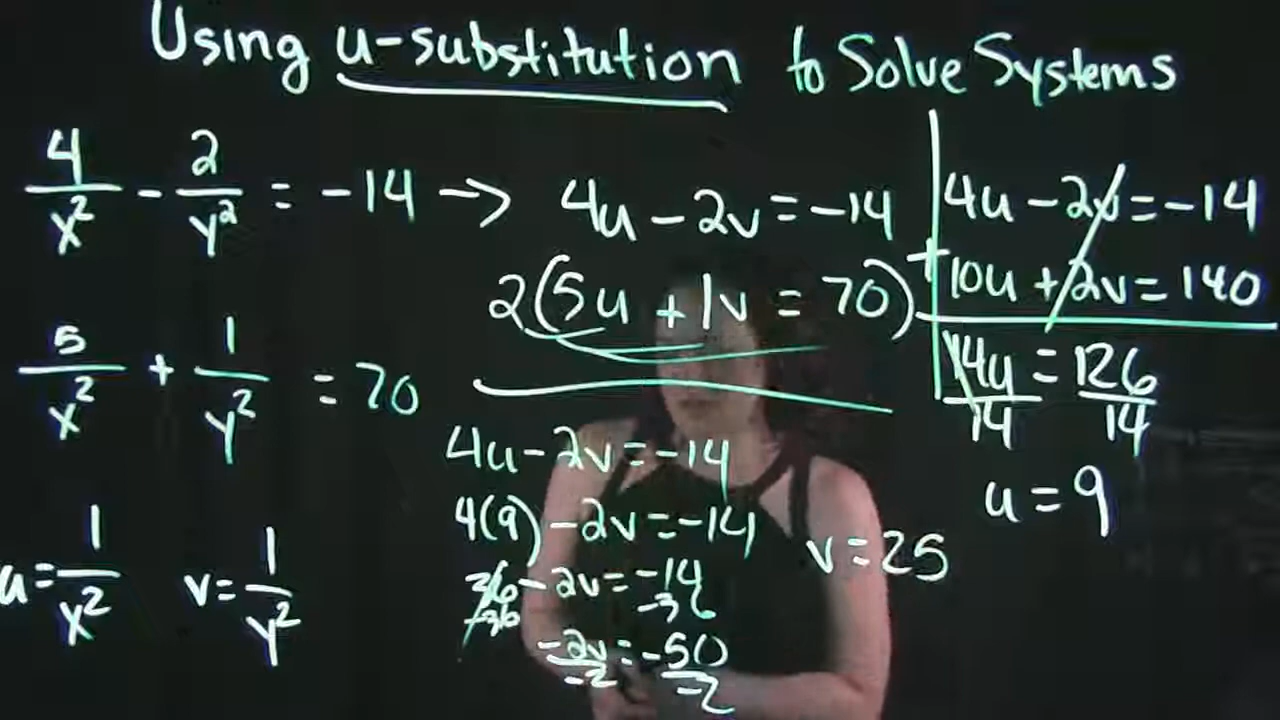 Using u-substitution to Solve Systems
4/x² - 2/y² = -14 →
5/x² + 1/y² = 70
u = 1/x² v = 1/y²
4u - 2v = -14
2(5u + 1v = 70)
4u - 2v = -14
4(9) - 2v = -14
36 - 2v = -14
-36 -36
-2v = -50
-2 -2
v = 25
4u - 2v = -14
+ 10u + 2v = 140
14u = 126
14 14
u = 9